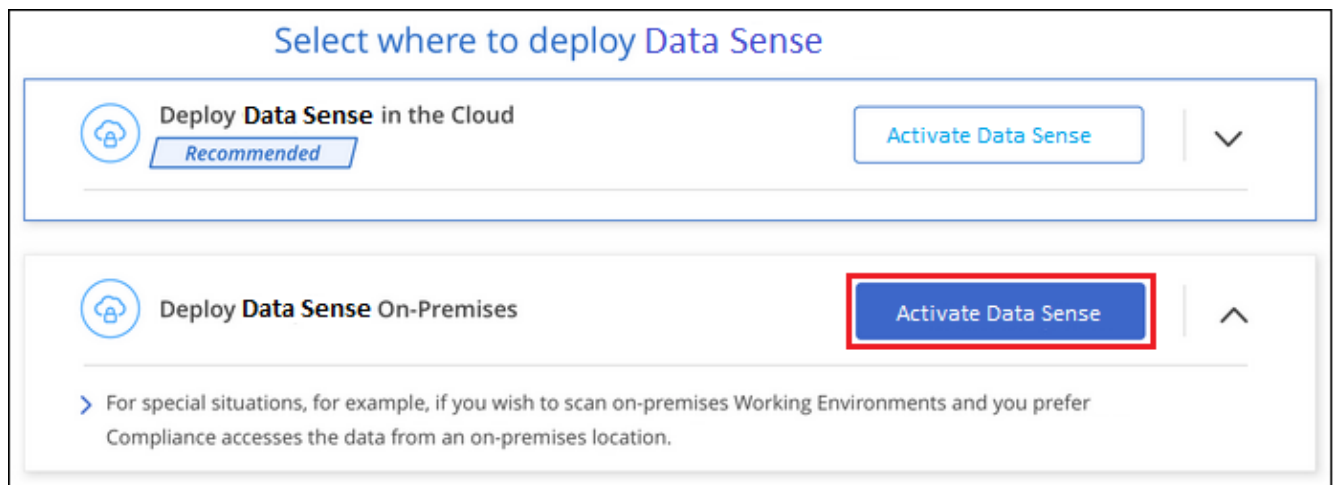 Select where to deploy Data Sense
Deploy Data Sense in the Cloud
Recommended
Activate Data Sense
Deploy Data Sense On-Premises
Activate Data Sense
For special situations, for example, if you wish to scan on-premises Working Environments and you prefer
Compliance accesses the data from an on-premises location.